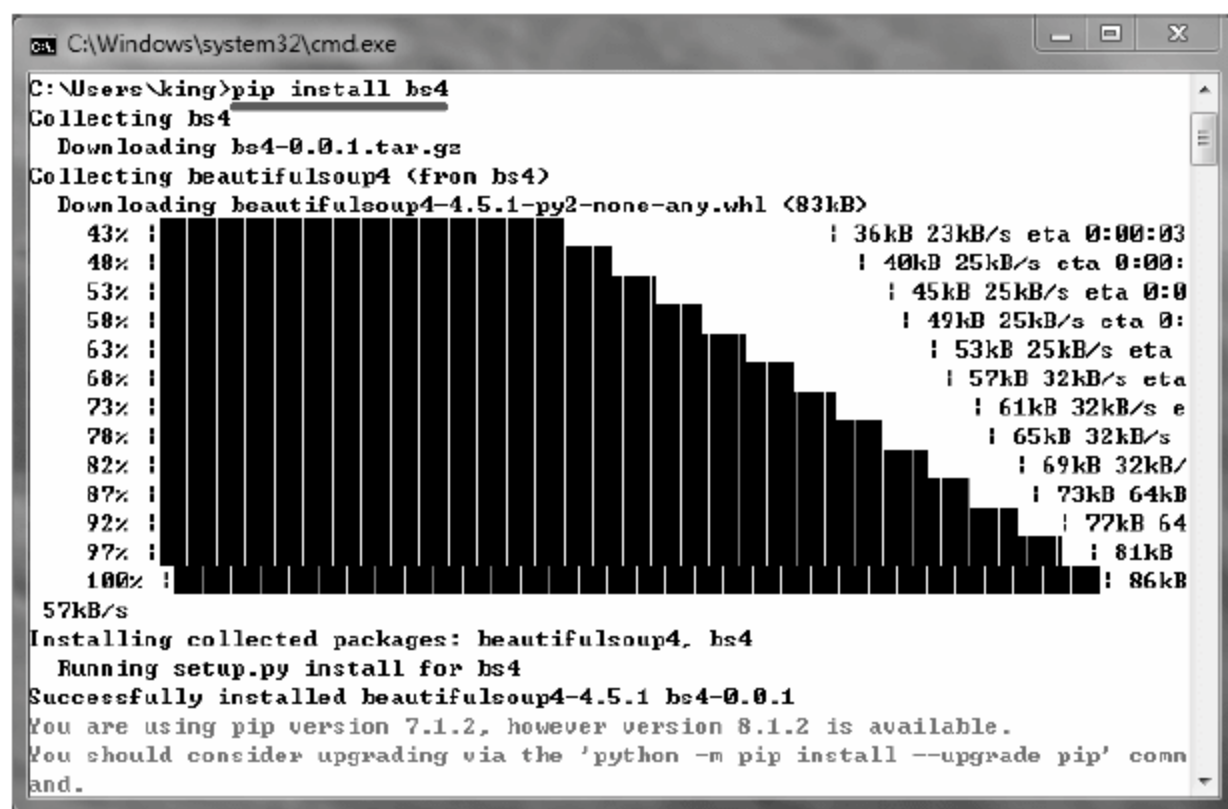 C:\Windows\system32\cmd.exe
C:\Users\king>pip install bs4
Collecting bs4
Downloading bs4-0.0.1.tar.gz
Collecting beautifulsoup4 (from bs4)
Downloading beautifulsoup4-4.5.1-py2-none-any.whl (83kB)
43% | | 36kB 23kB/s eta 0:00:03
48% | | 40kB 25kB/s eta 0:00:
53% | | 45kB 25kB/s eta 0:0
58% | | 49kB 25kB/s eta 0:
63% | | 53kB 25kB/s eta
68% | | 57kB 32kB/s eta
73% | | 61kB 32kB/s e
78% | | 65kB 32kB/s
82% | | 69kB 32kB/
87% | | 73kB 64kB
92% | | 77kB 64
97% | | 81kB
100% | | 86kB
57kB/s
Installing collected packages: beautifulsoup4, bs4
Running setup.py install for bs4
Successfully installed beautifulsoup4-4.5.1 bs4-0.0.1
You are using pip version 7.1.2, however version 8.1.2 is available.
You should consider upgrading via the 'python -m pip install --upgrade pip' comm
and.